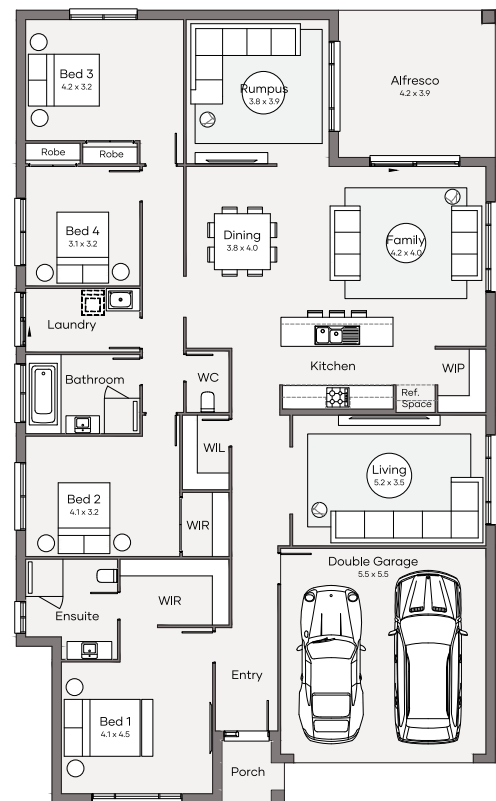 Bed 3
4.2 x 3.2
Rumpus
3.8 x 3.9
Alfresco
4.2 x 3.9
Robe
Robe
Bed 4
3.1 x 3.2
Dining
3.8 x 4.0
Family
4.2 x 4.0
Laundry
Kitchen
WIP
Bathroom
WC
Ref.
Space
WIL
Living
5.2 x 3.5
Bed 2
4.1 x 3.2
WIR
Double Garage
5.5 x 5.5
WIR
Ensuite
Entry
Bed 1
4.1 x 4.5
Porch